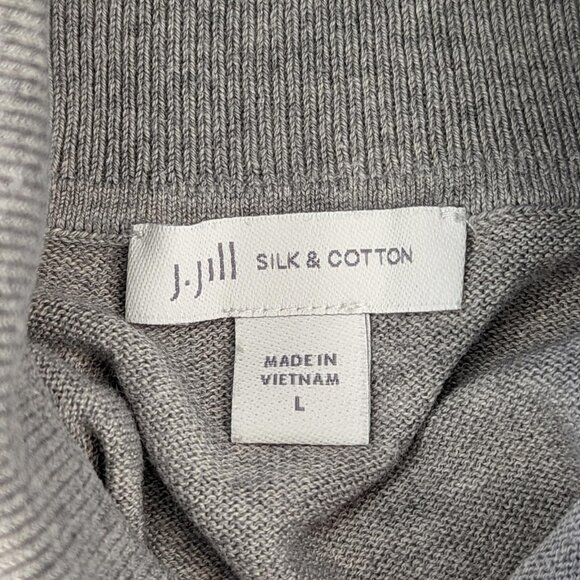 J.Jill SILK & COTTON
MADE IN
VIETNAM
L